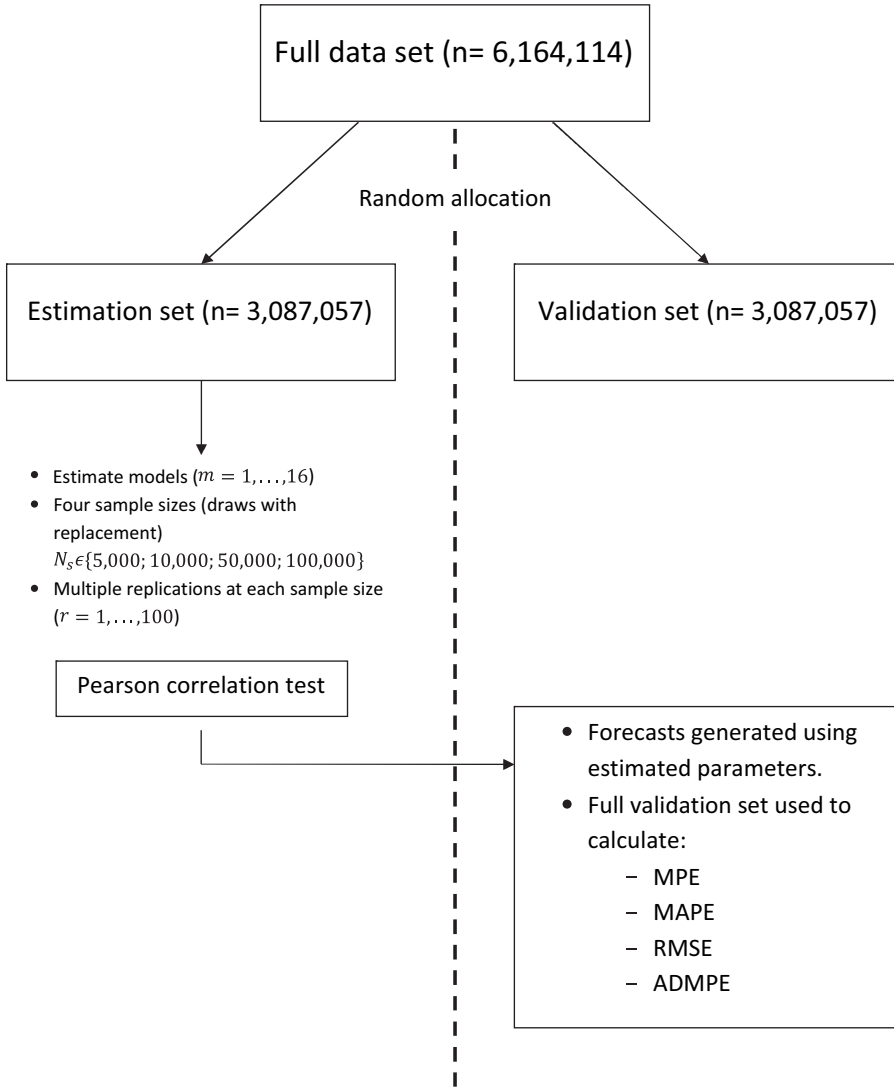 Full data set (n= 6,164,114)
Random allocation
Estimation set (n= 3,087,057)
Validation set (n= 3,087,057)
• Estimate models (m = 1,...,16)
• Four sample sizes (draws with
replacement)
Nₛϵ{5,000; 10,000; 50,000; 100,000}
• Multiple replications at each sample size
(r = 1,...,100)
Pearson correlation test
• Forecasts generated using
estimated parameters.
• Full validation set used to
calculate:
– MPE
– MAPE
– RMSE
– ADMPE